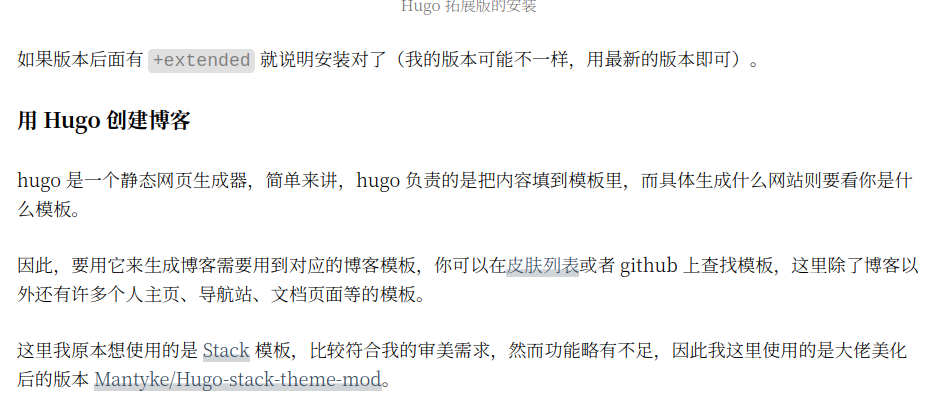 Hugo 拓展版的安装
如果版本后面有 +extended 就说明安装对了（我的版本可能不一样，用最新的版本即可）。
用 Hugo 创建博客
hugo 是一个静态网页生成器，简单来讲，hugo 负责的是把内容填到模板里，而具体生成什么网站则要看你是什
么模板。
因此，要用它来生成博客需要用到对应的博客模板，你可以在皮肤列表或者 github 上查找模板，这里除了博客以
外还有许多个人主页、导航站、文档页面等的模板。
这里我原本想使用的是 Stack 模板，比较符合我的审美需求，然而功能略有不足，因此我这里使用的是大佬美化
后的版本 Mantyke/Hugo-stack-theme-mod。